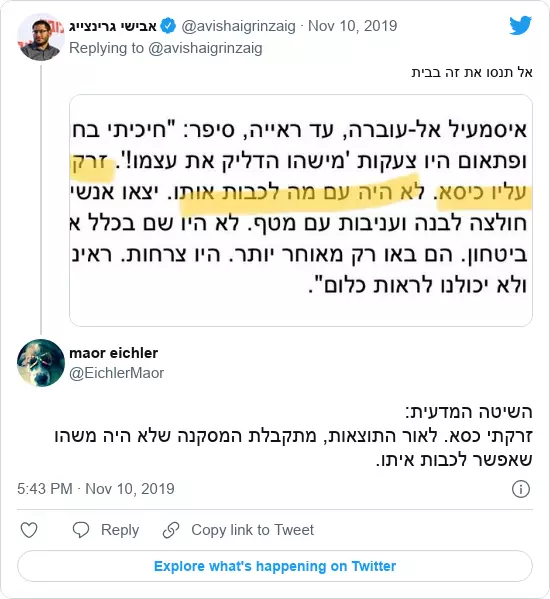 אבישי גרינצייג @avishaigrinzaig · Nov 10, 2019
Replying to @avishaigrinzaig
אל תנסו את זה בבית
איסמעיל אל-עוברה, עד ראייה, סיפר: "חיכיתי בח
ופתאום היו צעקות 'מישהו הדליק את עצמו!'. זרק
עליו כיסא. לא היה עם מה לכבות אותו. יצאו אנשי
חולצה לבנה ועניבות עם מטף. לא היו שם בכלל א
ביטחון. הם באו רק מאוחר יותר. היו צרחות. ראינ
ולא יכולנו לראות כלום".
maor eichler
@EichlerMaor
השיטה המדעית:
זרקתי כסא. לאור התוצאות, מתקבלת המסקנה שלא היה משהו
שאפשר לכבות איתו.
5:43 PM · Nov 10, 2019
Reply Copy link to Tweet
Explore what's happening on Twitter